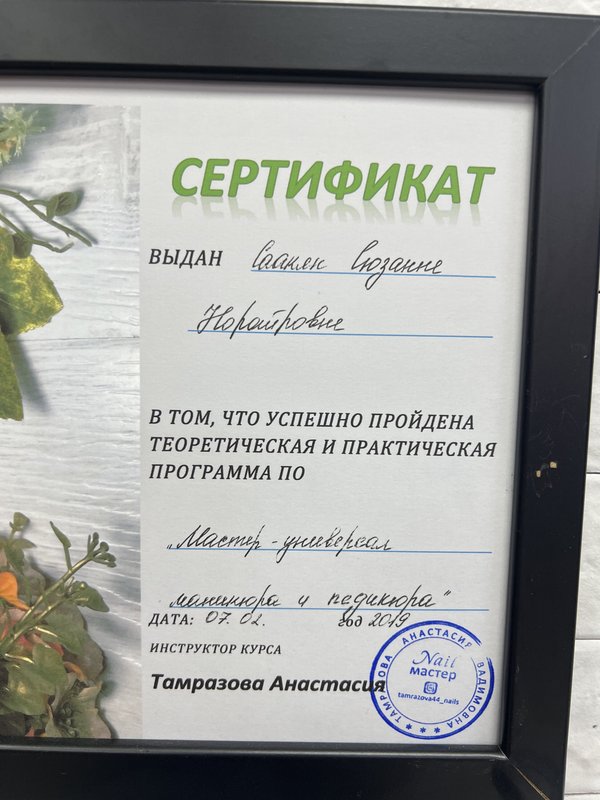 СЕРТИФИКАТ
ВЫДАН Саакян Сюзанне
Норайровне
В ТОМ, ЧТО УСПЕШНО ПРОЙДЕНА
ТЕОРЕТИЧЕСКАЯ И ПРАКТИЧЕСКАЯ
ПРОГРАММА ПО
„Мастер-универсал
маникюра и педикюра"
ДАТА: 07.02. год 2019
ИНСТРУКТОР КУРСА
Тамразова Анастасия
ТАМРАЗОВА АНАСТАСИЯ ВАДИМОВНА
Nail
мастер
tamrazova44_nails